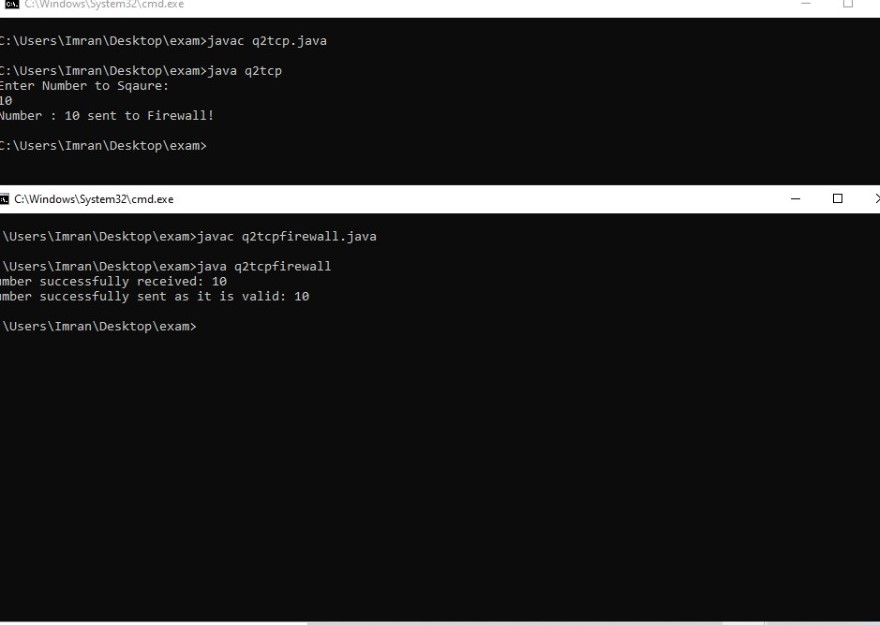 C:\Windows\System32\cmd.exe
C:\Users\Imran\Desktop\exam>javac q2tcp.java
C:\Users\Imran\Desktop\exam>java q2tcp
Enter Number to Sqaure:
10
Number : 10 sent to Firewall!
C:\Users\Imran\Desktop\exam>
C:\Windows\System32\cmd.exe
:\Users\Imran\Desktop\exam>javac q2tcpfirewall.java
:\Users\Imran\Desktop\exam>java q2tcpfirewall
umber successfully received: 10
umber successfully sent as it is valid: 10
:\Users\Imran\Desktop\exam>